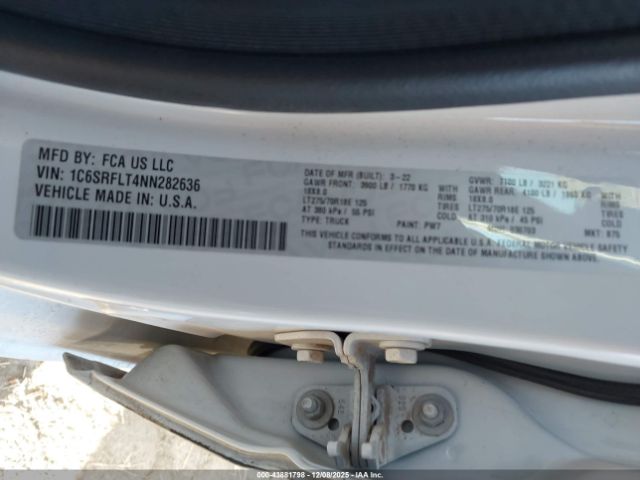 MFD BY: FCA US LLC
VIN: 1C6SRFLT4NN282636
VEHICLE MADE IN: U.S.A.
DATE OF MFR (BUILT): 3-22
GVWR: 7100 LB / 3221 KG
GAWR FRONT: 3900 LB / 1770 KG
WITH
GAWR REAR: 4100 LB / 1860 KG
WITH
18X8.0
RIMS
18X8.0
RIMS
LT275/70R18E 125
TIRES
LT275/70R18E 125
TIRES
AT 380 kPa / 55 PSI
COLD
AT 310 kPa / 45 PSI
COLD
TYPE: TRUCK
PAINT: PW7
THIS VEHICLE CONFORMS TO ALL APPLICABLE U.S.A. FEDERAL MOTOR VEHICLE SAFETY
STANDARDS IN EFFECT ON THE DATE OF MANUFACTURE SHOWN ABOVE.
000-43881798 - 12/08/2025 - IAAI.com